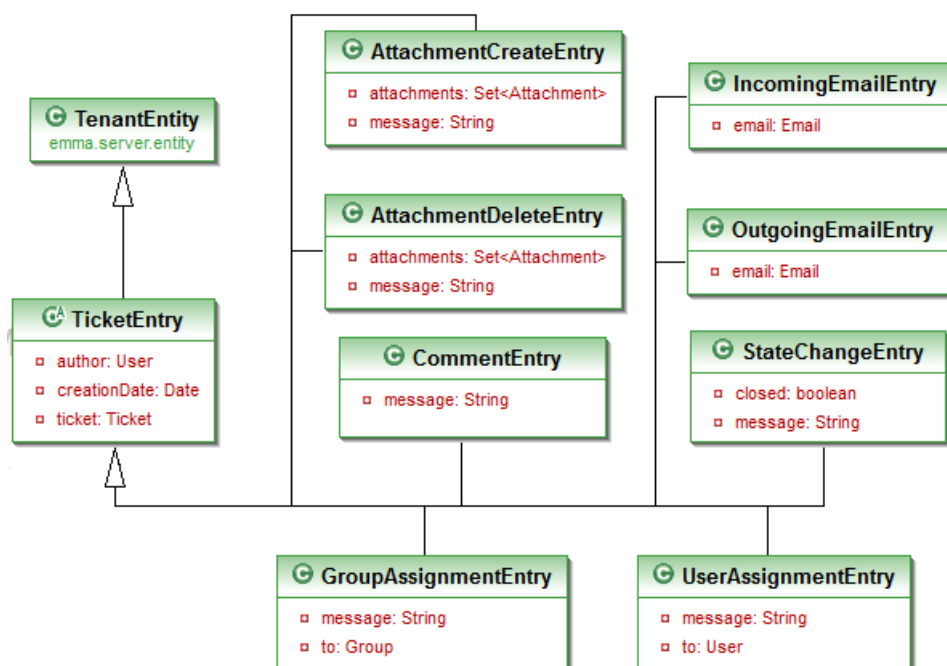 TenantEntity
emma.server.entity
TicketEntry
author: User
creationDate: Date
ticket: Ticket
AttachmentCreateEntry
attachments: Set<Attachment>
message: String
AttachmentDeleteEntry
attachments: Set<Attachment>
message: String
CommentEntry
message: String
IncomingEmailEntry
email: Email
OutgoingEmailEntry
email: Email
StateChangeEntry
closed: boolean
message: String
GroupAssignmentEntry
message: String
to: Group
UserAssignmentEntry
message: String
to: User